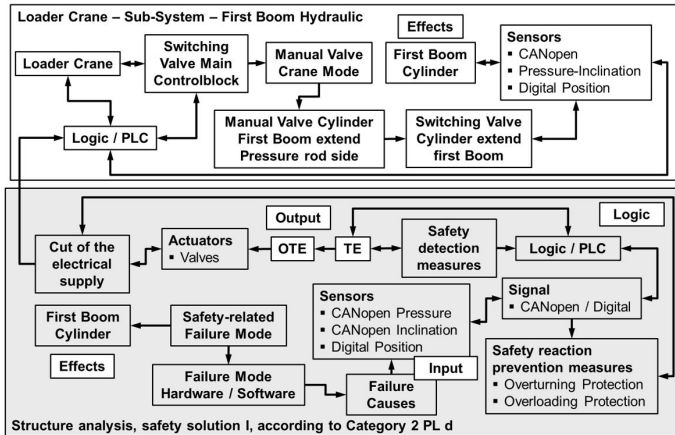 Loader Crane – Sub-System – First Boom Hydraulic
Loader Crane
Switching
Valve Main
Controlblock
Manual Valve
Crane Mode
Effects
First Boom
Cylinder
Sensors
▪ CANopen
▪ Pressure-Inclination
▪ Digital Position
Logic / PLC
Manual Valve Cylinder
First Boom extend
Pressure rod side
Switching Valve
Cylinder extend
first Boom
Output
Logic
Cut of the
electrical
supply
Actuators
▪ Valves
OTE
TE
Safety
detection
measures
Logic / PLC
First Boom
Cylinder
Effects
Safety-related
Failure Mode
Sensors
▪ CANopen Pressure
▪ CANopen Inclination
▪ Digital Position
Signal
▪ CANopen / Digital
Input
Failure Mode
Hardware / Software
Failure
Causes
Safety reaction
prevention measures
▪ Overturning Protection
▪ Overloading Protection
Structure analysis, safety solution I, according to Category 2 PL d